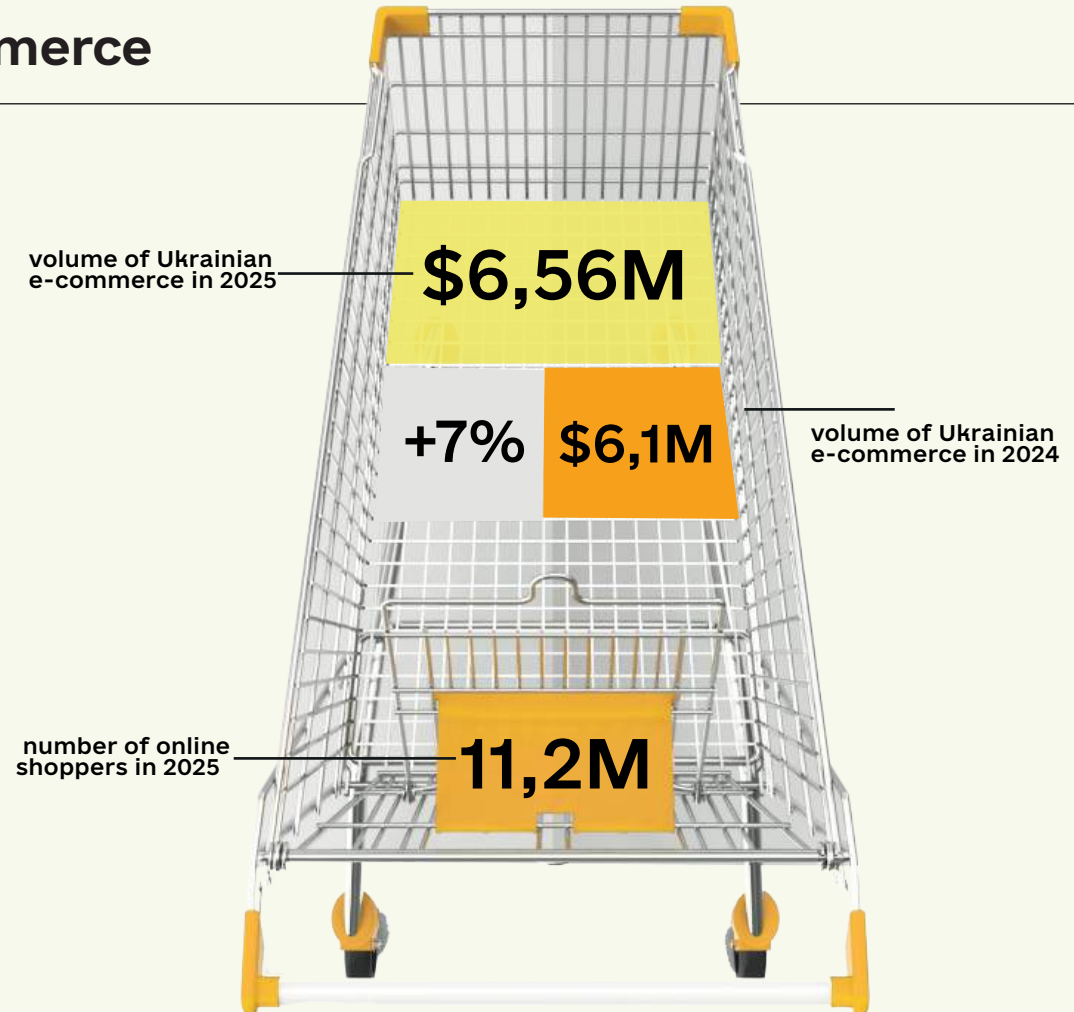 merce
volume of Ukrainian
e-commerce in 2025
$6,56M
+7%
$6,1M
volume of Ukrainian
e-commerce in 2024
number of online
shoppers in 2025
11,2M